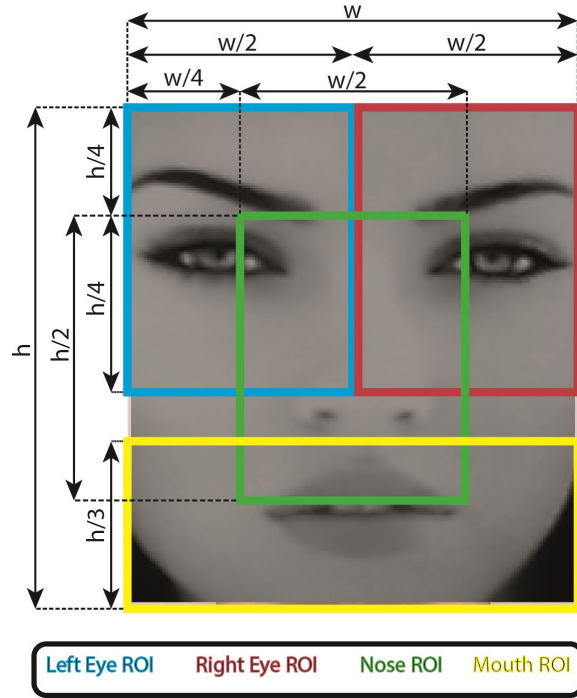 w
w/2 w/2
w/4 w/2
h/4
h/4
h/2
h
h/3
Left Eye ROI Right Eye ROI Nose ROI Mouth ROI